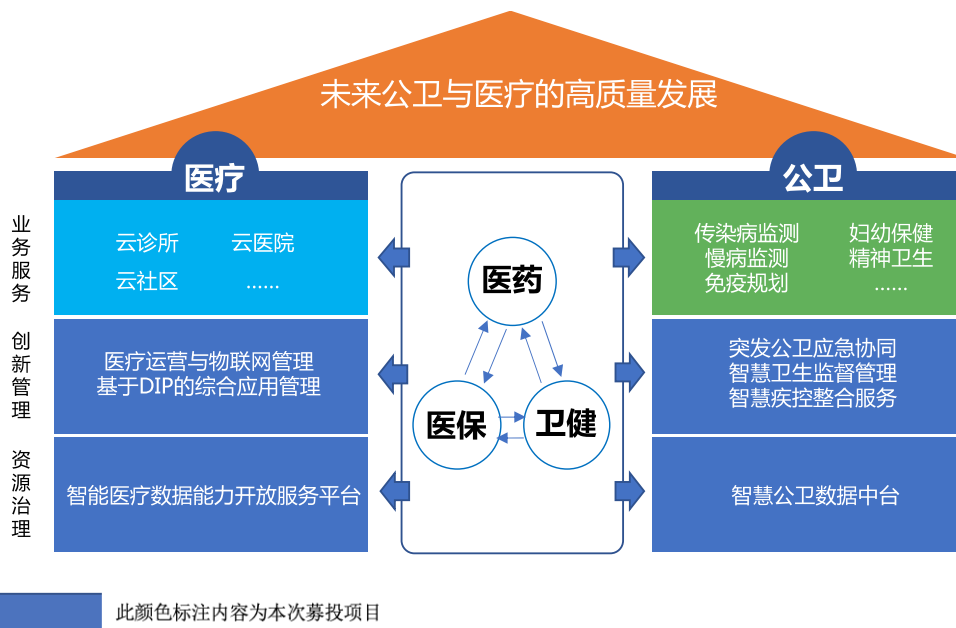 未来公卫与医疗的高质量发展
医疗
公卫
业务服务
云诊所 云医院
云社区 ……
传染病监测 妇幼保健
慢病监测 精神卫生
免疫规划 ……
医药
医保
卫健
创新管理
医疗运营与物联网管理
基于DIP的综合应用管理
突发公卫应急协同
智慧卫生监督管理
智慧疾控整合服务
资源治理
智能医疗数据能力开放服务平台
智慧公卫数据中台
此颜色标注内容为本次募投项目